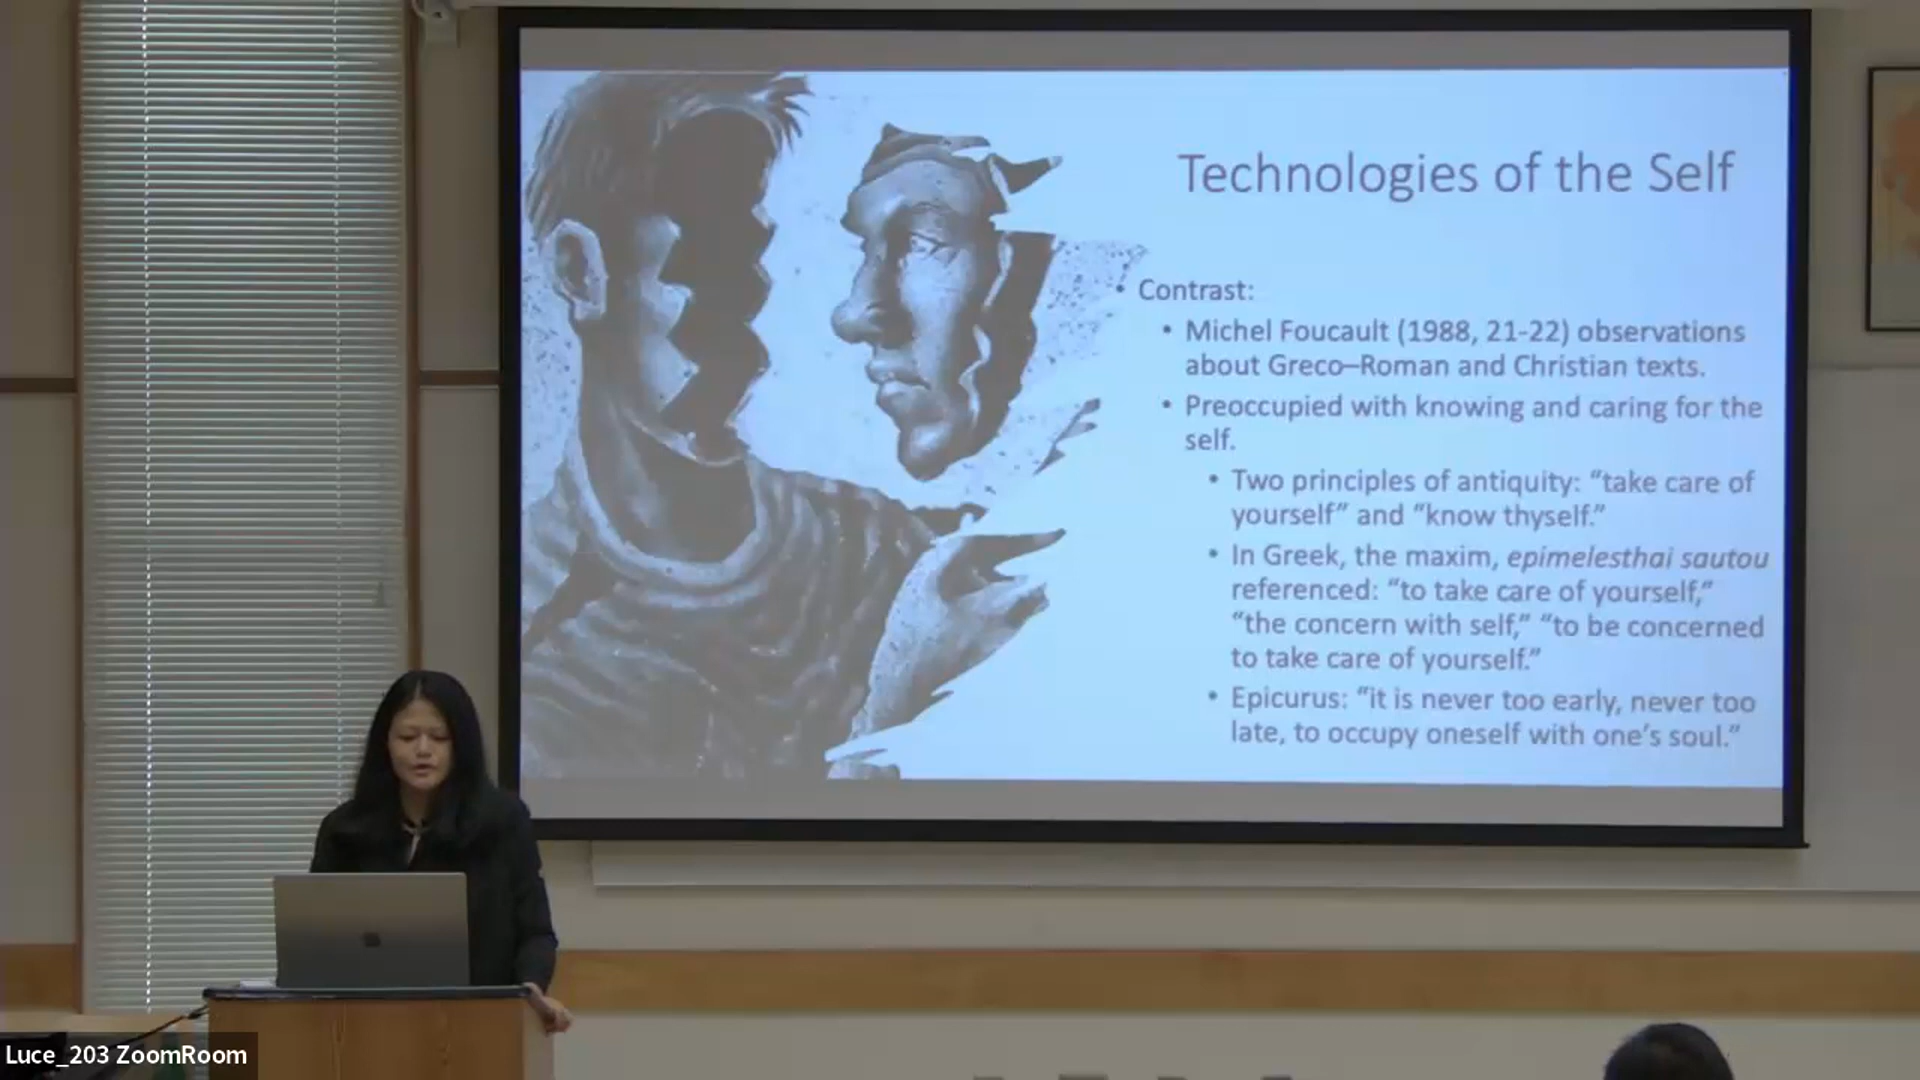 Technologies of the Self
• Contrast:
• Michel Foucault (1988, 21-22) observations
about Greco–Roman and Christian texts.
• Preoccupied with knowing and caring for the
self.
• Two principles of antiquity: “take care of
yourself” and “know thyself.”
• In Greek, the maxim, epimelesthai sautou
referenced: “to take care of yourself,”
“the concern with self,” “to be concerned
to take care of yourself.”
• Epicurus: “it is never too early, never too
late, to occupy oneself with one’s soul.”
Luce_203 ZoomRoom